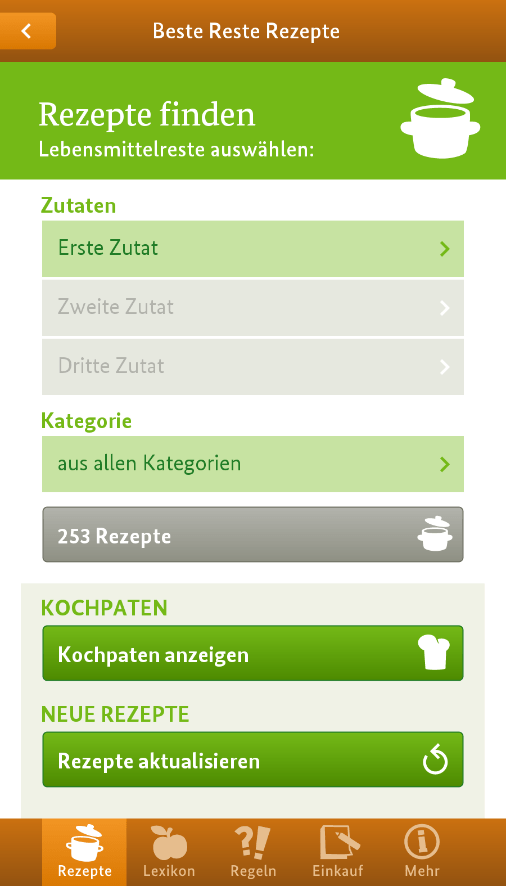 Beste Reste Rezepte
Rezepte finden
Lebensmittelreste auswählen:
Zutaten
Erste Zutat
Zweite Zutat
Dritte Zutat
Kategorie
aus allen Kategorien
253 Rezepte
KOCHPATEN
Kochpaten anzeigen
NEUE REZEPTE
Rezepte aktualisieren
Rezepte Lexikon Regeln Einkauf Mehr